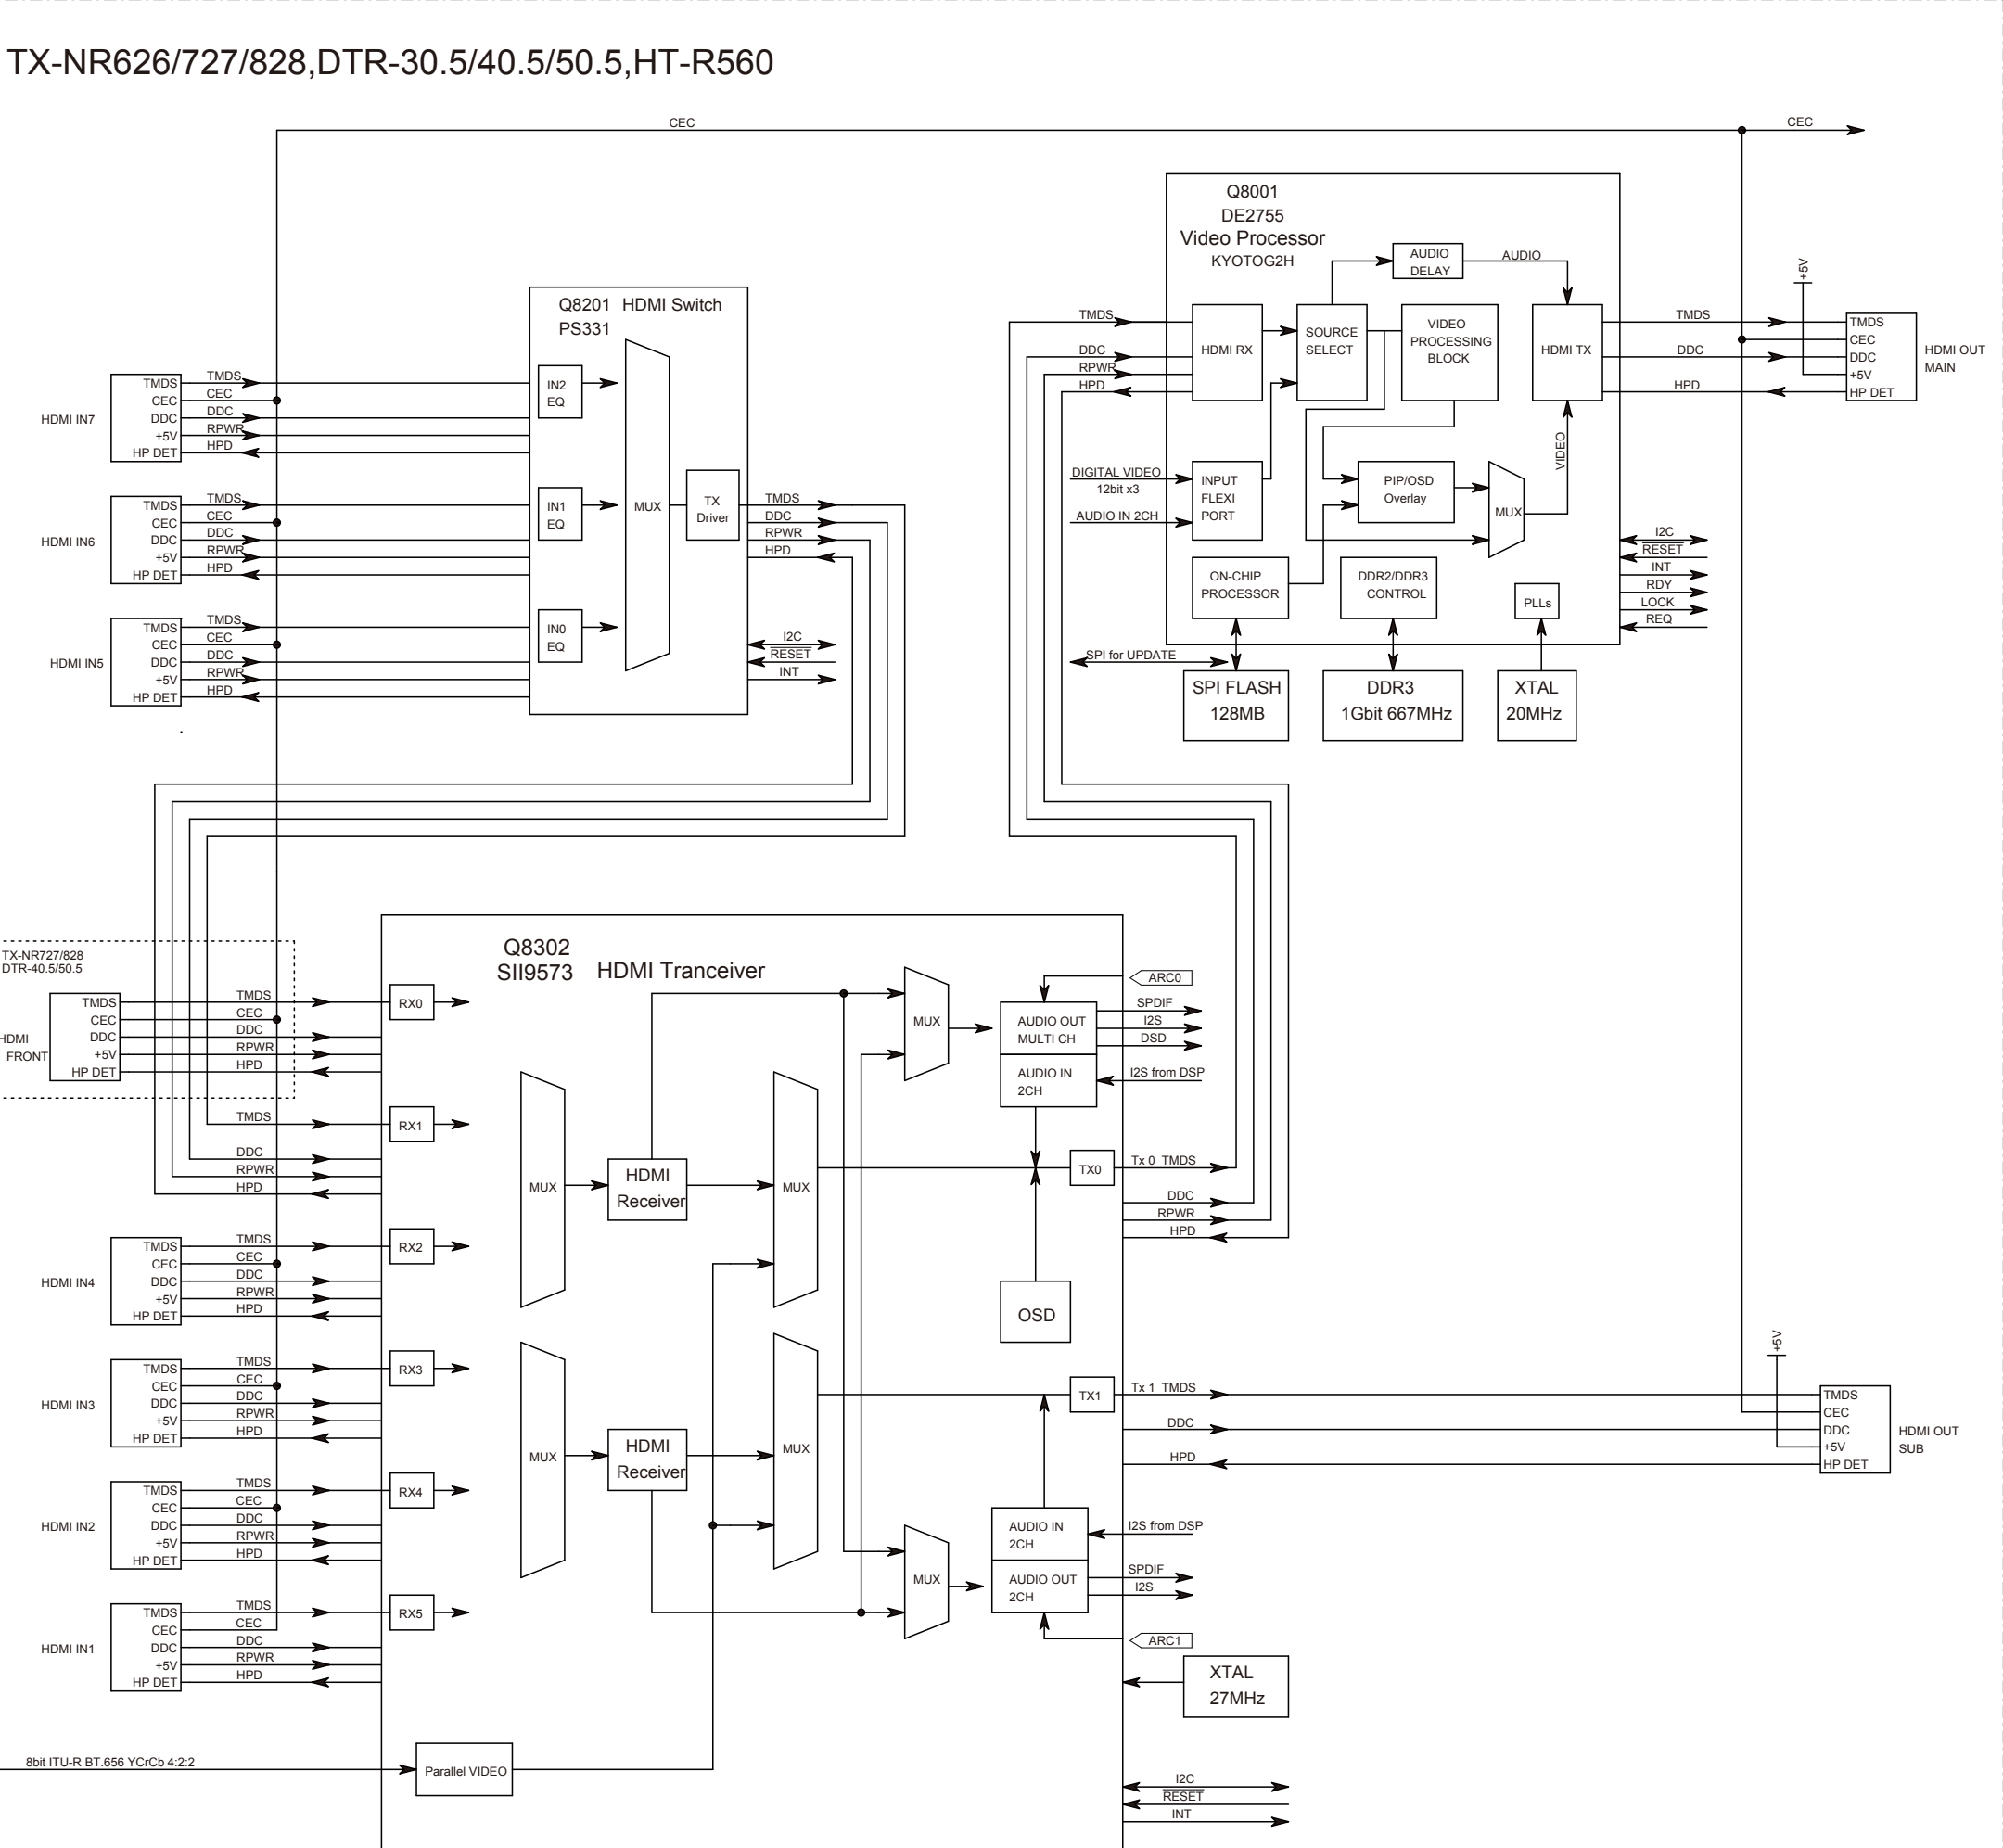 TX-NR626/727/828,DTR-30.5/40.5/50.5,HT-R560
CEC
CEC
Q8001
DE2755
Video Processor
KYOTOG2H
AUDIO
DELAY
AUDIO
+5V
HDMI RX
SOURCE
SELECT
VIDEO
PROCESSING
BLOCK
HDMI TX
TMDS
DDC
RPWR
HPD
TMDS
DDC
HPD
TMDS
CEC
DDC
+5V
HP DET
HDMI OUT
MAIN
DIGITAL VIDEO
12bit x3
AUDIO IN 2CH
INPUT
FLEXI
PORT
PIP/OSD
Overlay
MUX
VIDEO
ON-CHIP
PROCESSOR
DDR2/DDR3
CONTROL
PLLs
I2C
RESET
INT
RDY
LOCK
REQ
SPI for UPDATE
SPI FLASH
128MB
DDR3
1Gbit 667MHz
XTAL
20MHz
Q8201 HDMI Switch
PS331
IN2
EQ
IN1
EQ
IN0
EQ
MUX
TX
Driver
TMDS
DDC
RPWR
HPD
I2C
RESET
INT
HDMI IN7
TMDS
CEC
DDC
+5V
HP DET
TMDS
CEC
DDC
RPWR
HPD
HDMI IN6
TMDS
CEC
DDC
+5V
HP DET
TMDS
CEC
DDC
RPWR
HPD
HDMI IN5
TMDS
CEC
DDC
+5V
HP DET
TMDS
CEC
DDC
RPWR
HPD
TX-NR727/828
DTR-40.5/50.5
HDMI
FRONT
TMDS
CEC
DDC
+5V
HP DET
TMDS
CEC
DDC
RPWR
HPD
TMDS
DDC
RPWR
HPD
HDMI IN4
TMDS
CEC
DDC
+5V
HP DET
TMDS
CEC
DDC
RPWR
HPD
HDMI IN3
TMDS
CEC
DDC
+5V
HP DET
TMDS
CEC
DDC
RPWR
HPD
HDMI IN2
TMDS
CEC
DDC
+5V
HP DET
TMDS
CEC
DDC
RPWR
HPD
HDMI IN1
TMDS
CEC
DDC
+5V
HP DET
TMDS
CEC
DDC
RPWR
HPD
8bit ITU-R BT.656 YCrCb 4:2:2
Q8302
SII9573 HDMI Tranceiver
RX0
RX1
RX2
RX3
RX4
RX5
MUX
HDMI
Receiver
MUX
MUX
MUX
HDMI
Receiver
MUX
MUX
Parallel VIDEO
AUDIO OUT
MULTI CH
AUDIO IN
2CH
ARC0
SPDIF
I2S
DSD
I2S from DSP
TX0
Tx 0 TMDS
DDC
RPWR
HPD
OSD
TX1
Tx 1 TMDS
DDC
HPD
+5V
TMDS
CEC
DDC
+5V
HP DET
HDMI OUT
SUB
AUDIO IN
2CH
AUDIO OUT
2CH
I2S from DSP
SPDIF
I2S
ARC1
XTAL
27MHz
I2C
RESET
INT